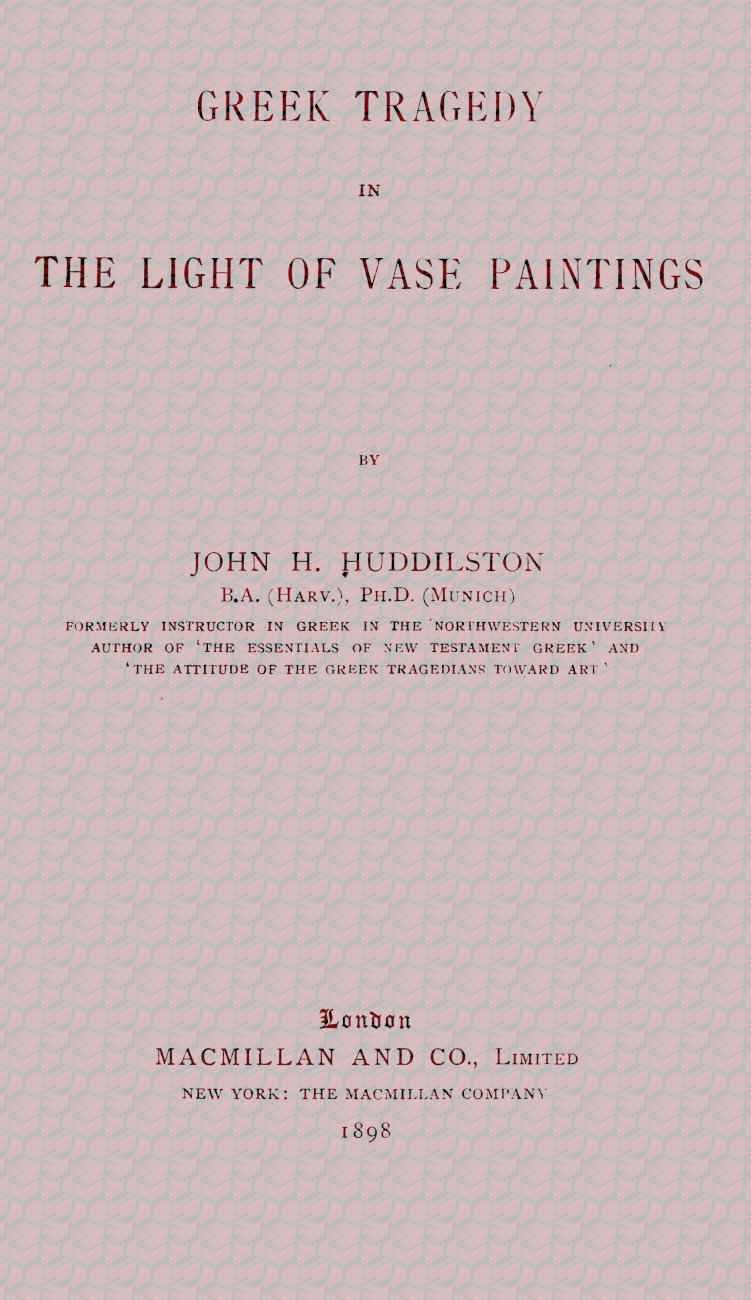 GREEK TRAGEDY
IN
THE LIGHT OF VASE PAINTINGS
BY
JOHN H. HUDDILSTON
B.A. (HARV.), PH.D. (MUNICH)
FORMERLY INSTRUCTOR IN GREEK IN THE NORTHWESTERN UNIVERSITY
AUTHOR OF 'THE ESSENTIALS OF NEW TESTAMENT GREEK' AND
'THE ATTITUDE OF THE GREEK TRAGEDIANS TOWARD ART'
London
MACMILLAN AND CO., LIMITED
NEW YORK: THE MACMILLAN COMPANY
1898